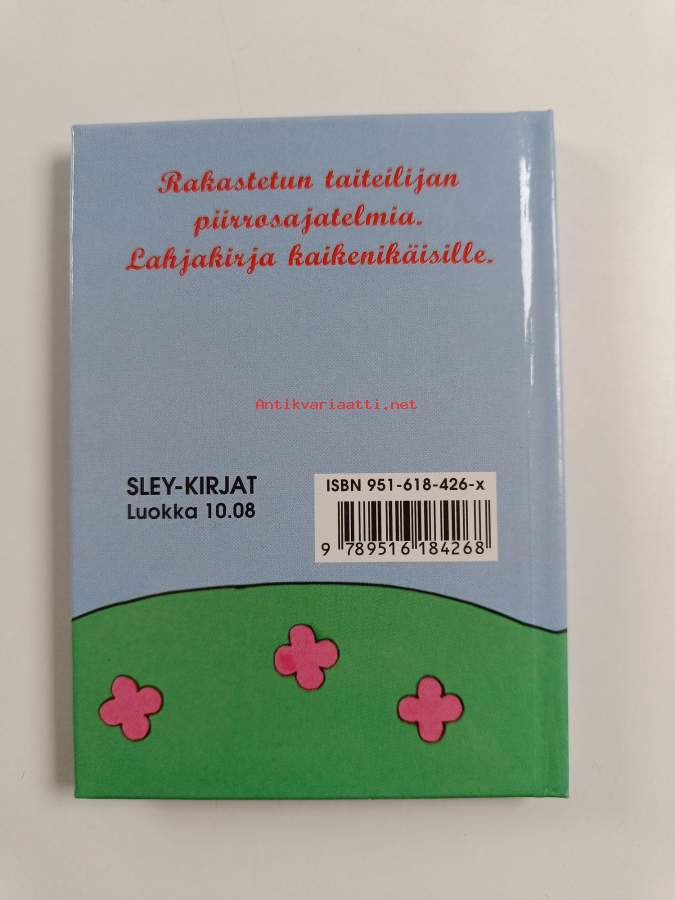 Rakastetun taiteilijan
piirrosajatelmia.
Lahjakirja kaikenikäisille.
Antikvariaatti.net
SLEY-KIRJAT
Luokka 10.08
ISBN 951-618-426-x
9 789516 184268